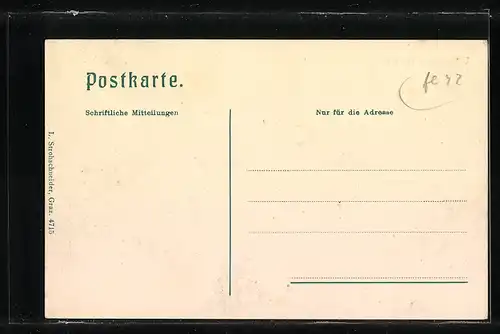 Postkarte.
Schriftliche Mitteilungen
Nur für die Adresse
L. Strohschneider, Graz. 4715